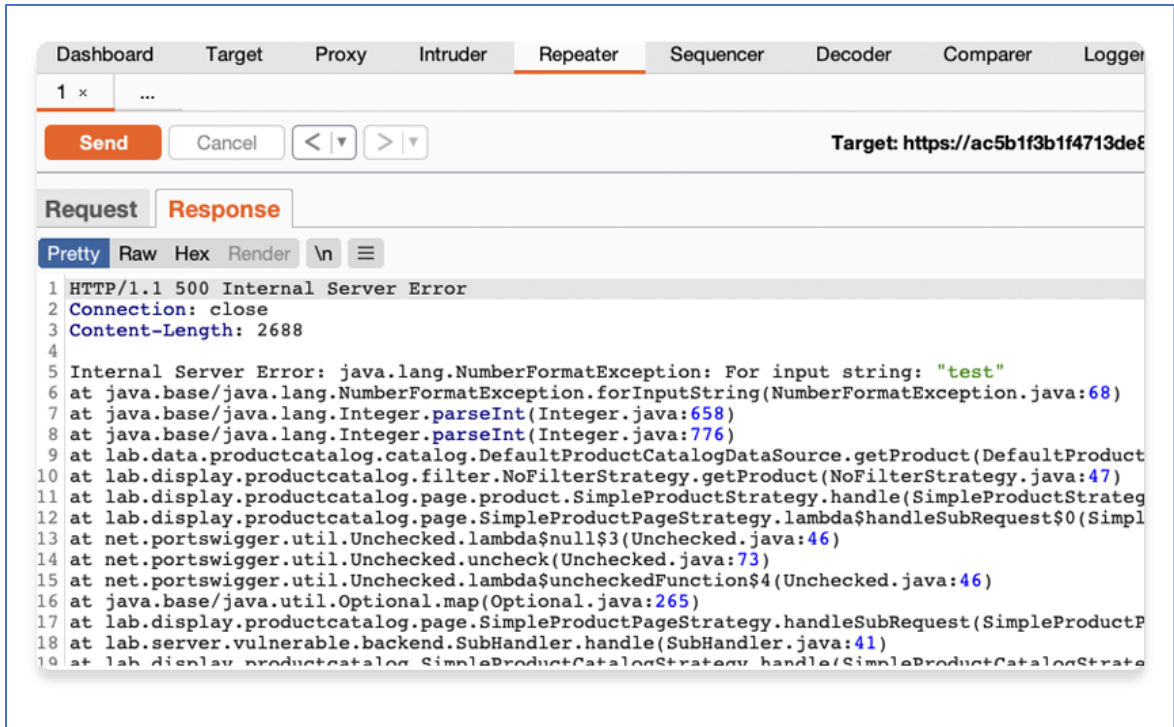 Dashboard Target Proxy Intruder Repeater Sequencer Decoder Comparer Logger
1 × ...
Send Cancel < | ▼ > | ▼ Target: https://ac5b1f3b1f4713de8
Request Response
Pretty Raw Hex Render \n ≡
1 HTTP/1.1 500 Internal Server Error
2 Connection: close
3 Content-Length: 2688
4
5 Internal Server Error: java.lang.NumberFormatException: For input string: "test"
6 at java.base/java.lang.NumberFormatException.forInputString(NumberFormatException.java:68)
7 at java.base/java.lang.Integer.parseInt(Integer.java:658)
8 at java.base/java.lang.Integer.parseInt(Integer.java:776)
9 at lab.data.productcatalog.catalog.DefaultProductCatalogDataSource.getProduct(DefaultProduct
10 at lab.display.productcatalog.filter.NoFilterStrategy.getProduct(NoFilterStrategy.java:47)
11 at lab.display.productcatalog.page.product.SimpleProductStrategy.handle(SimpleProductStrateg
12 at lab.display.productcatalog.page.SimpleProductPageStrategy.lambda$handleSubRequest$0(Simpl
13 at net.portswigger.util.Unchecked.lambda$null$3(Unchecked.java:46)
14 at net.portswigger.util.Unchecked.uncheck(Unchecked.java:73)
15 at net.portswigger.util.Unchecked.lambda$uncheckedFunction$4(Unchecked.java:46)
16 at java.base/java.util.Optional.map(Optional.java:265)
17 at lab.display.productcatalog.page.SimpleProductPageStrategy.handleSubRequest(SimpleProductP
18 at lab.server.vulnerable.backend.SubHandler.handle(SubHandler.java:41)
19 at lab.display.productcatalog.SimpleProductCatalogStrategy.handle(SimpleProductCatalogStrate